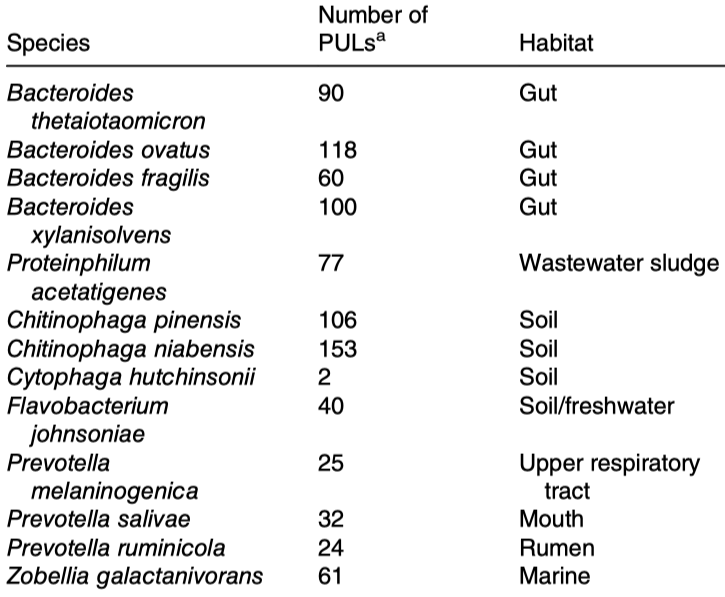 Species Number of PULsa Habitat
Bacteroides thetaiotaomicron 90 Gut
Bacteroides ovatus 118 Gut
Bacteroides fragilis 60 Gut
Bacteroides xylanisolvens 100 Gut
Proteinphilum acetatigenes 77 Wastewater sludge
Chitinophaga pinensis 106 Soil
Chitinophaga niabensis 153 Soil
Cytophaga hutchinsonii 2 Soil
Flavobacterium johnsoniae 40 Soil/freshwater
Prevotella melaninogenica 25 Upper respiratory tract
Prevotella salivae 32 Mouth
Prevotella ruminicola 24 Rumen
Zobellia galactanivorans 61 Marine